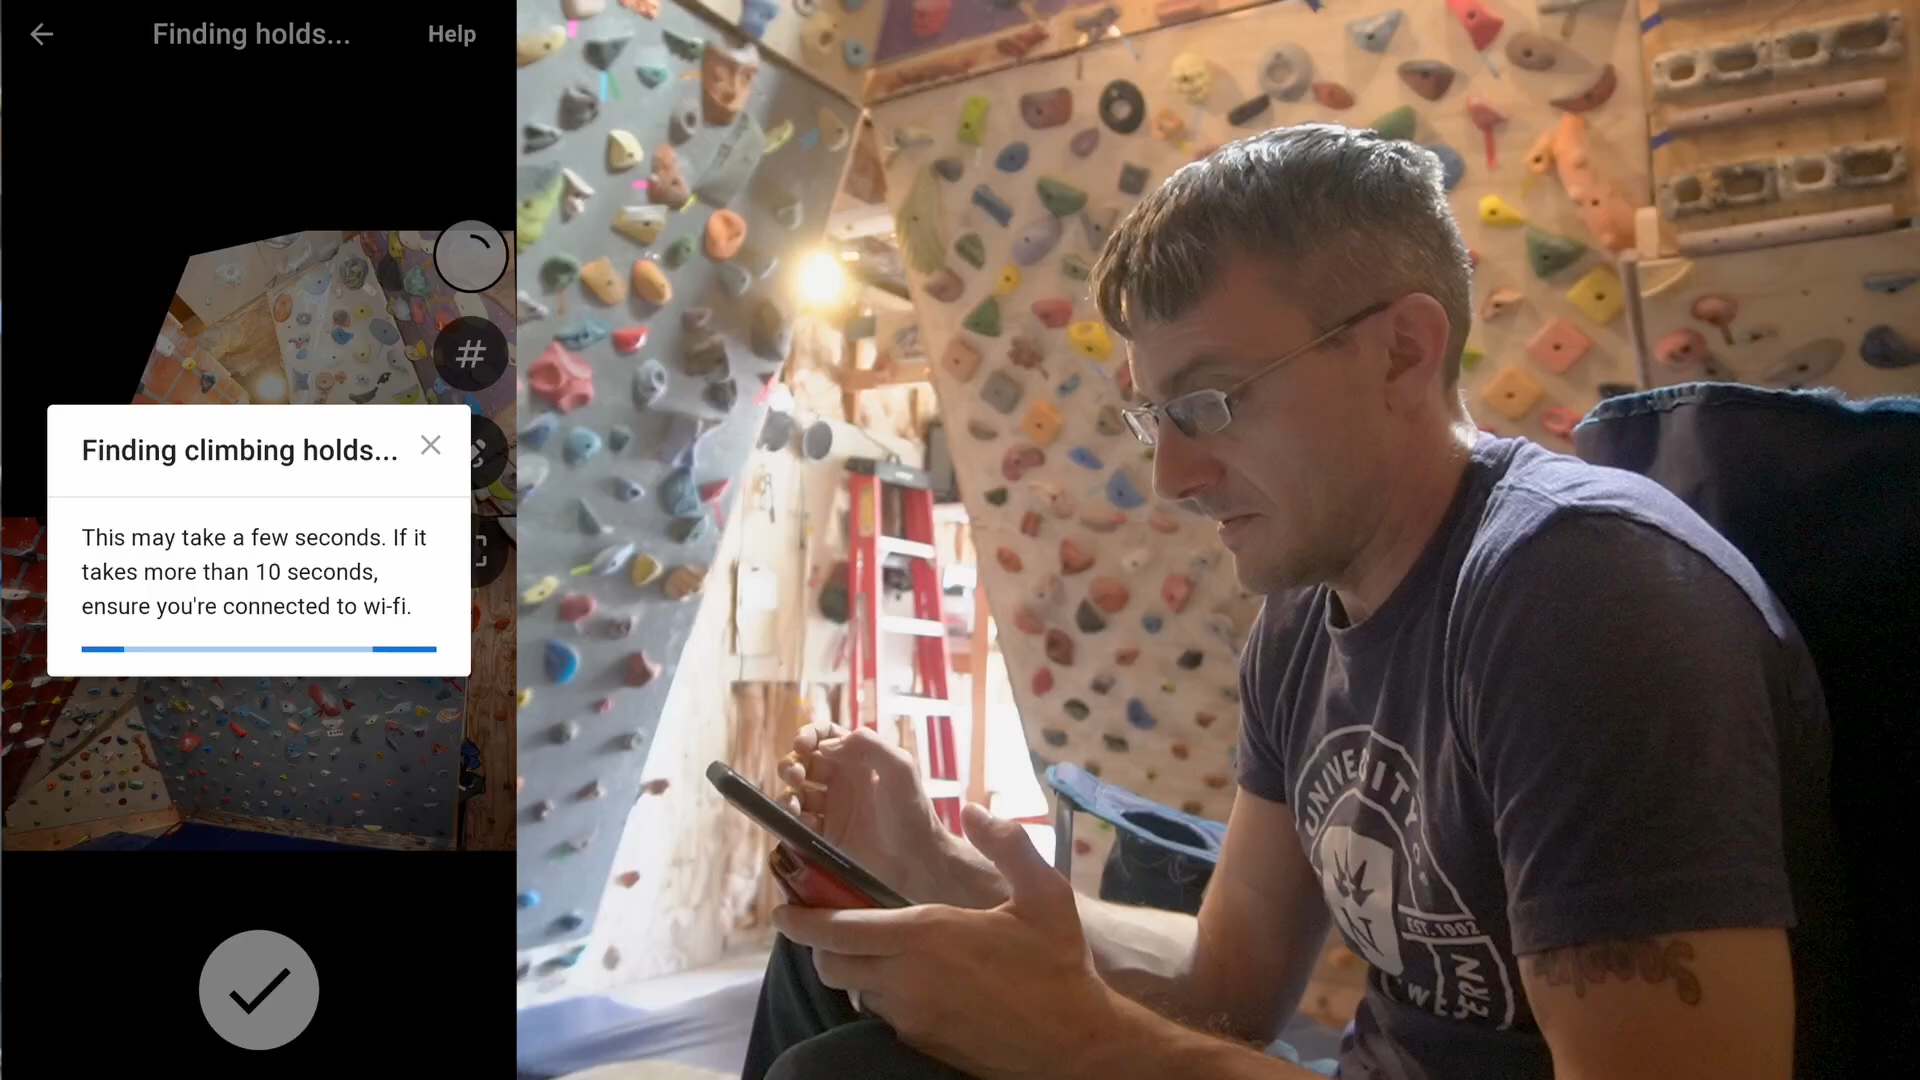 Finding holds...
Help
Finding climbing holds...
This may take a few seconds. If it
takes more than 10 seconds,
ensure you're connected to wi-fi.
EST. 1902